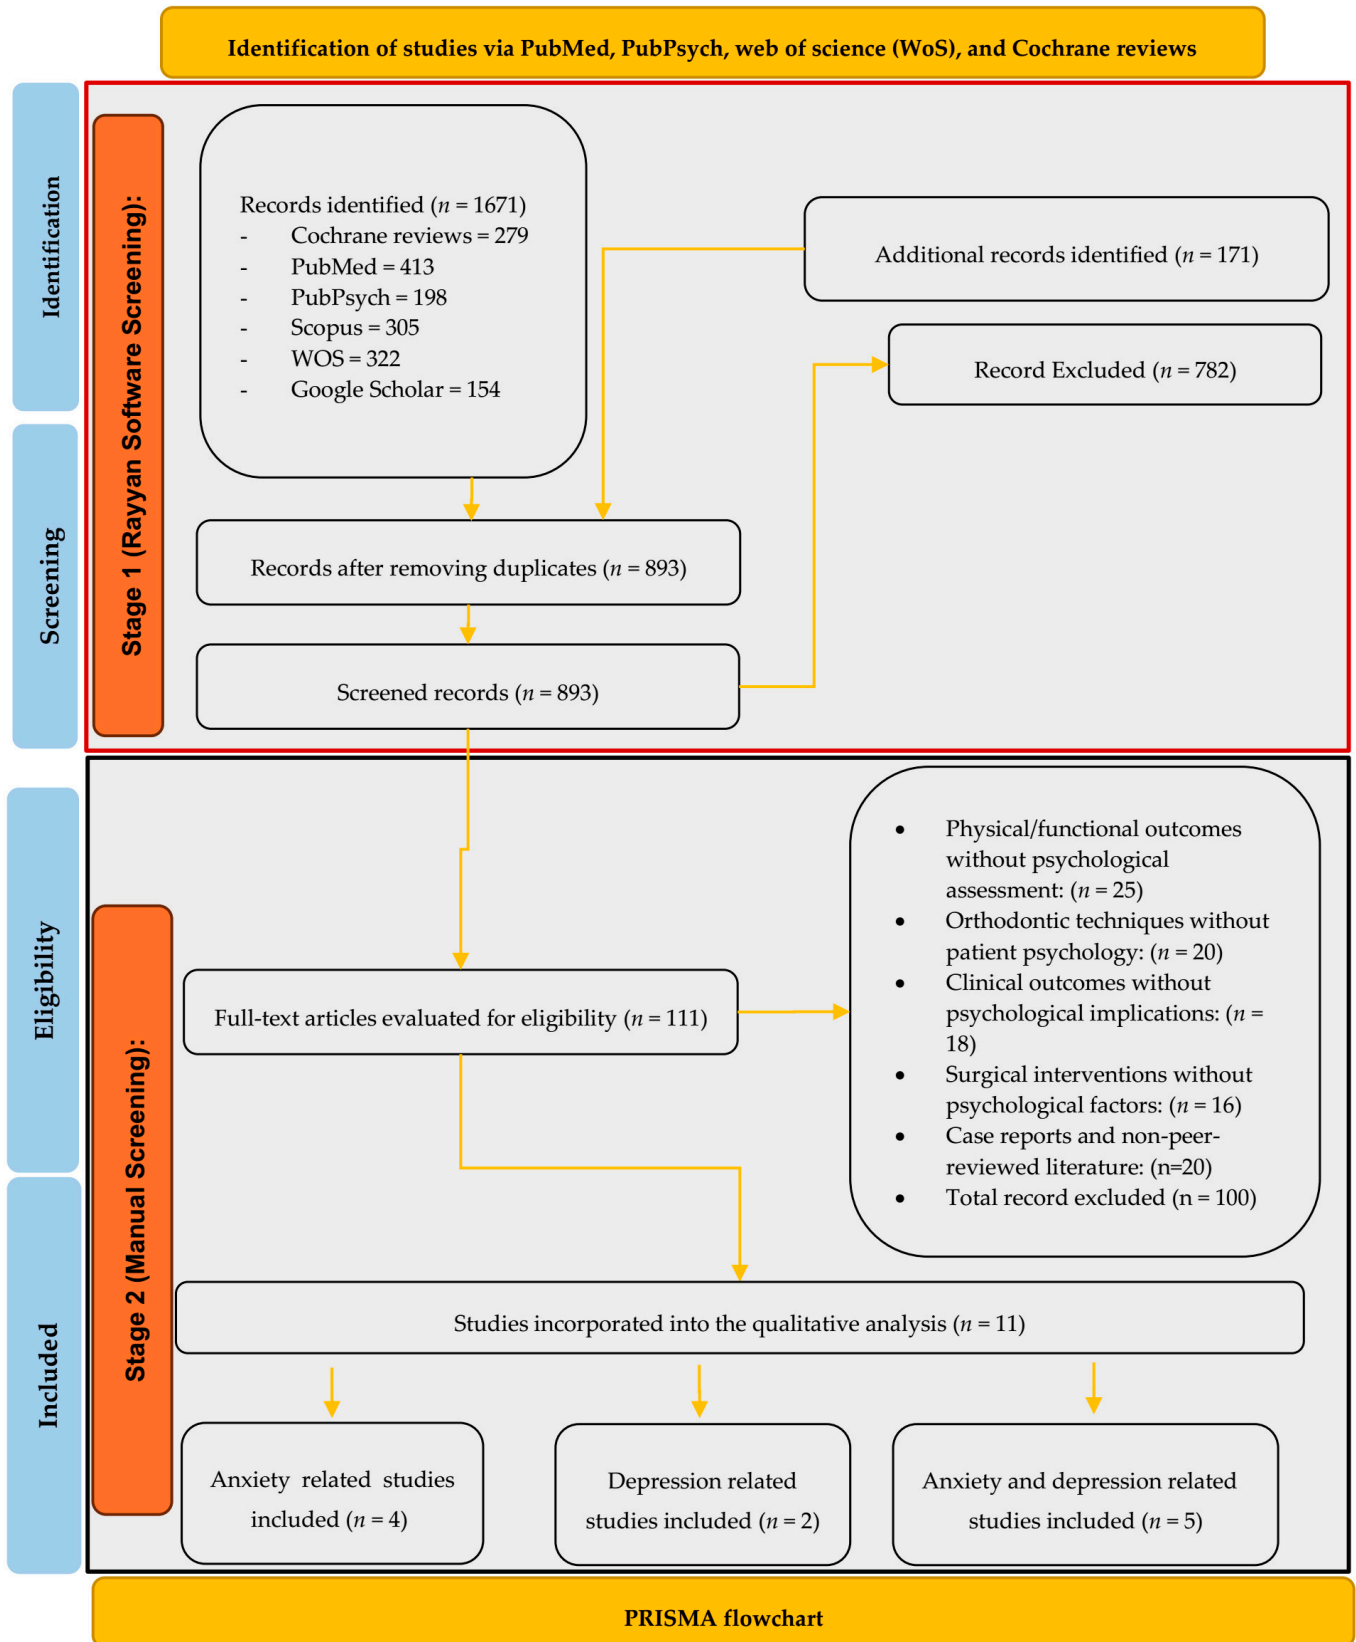 Identification of studies via PubMed, PubPsych, web of science (WoS), and Cochrane reviews
Identification
Screening
Stage 1 (Rayyan Software Screening):
Records identified (n = 1671)
- Cochrane reviews = 279
- PubMed = 413
- PubPsych = 198
- Scopus = 305
- WOS = 322
- Google Scholar = 154
Additional records identified (n = 171)
Record Excluded (n = 782)
Records after removing duplicates (n = 893)
Screened records (n = 893)
Eligibility
Included
Stage 2 (Manual Screening):
Full-text articles evaluated for eligibility (n = 111)
• Physical/functional outcomes
without psychological
assessment: (n = 25)
• Orthodontic techniques without
patient psychology: (n = 20)
• Clinical outcomes without
psychological implications: (n =
18)
• Surgical interventions without
psychological factors: (n = 16)
• Case reports and non-peer-
reviewed literature: (n=20)
• Total record excluded (n = 100)
Studies incorporated into the qualitative analysis (n = 11)
Anxiety related studies
included (n = 4)
Depression related
studies included (n = 2)
Anxiety and depression related
studies included (n = 5)
PRISMA flowchart